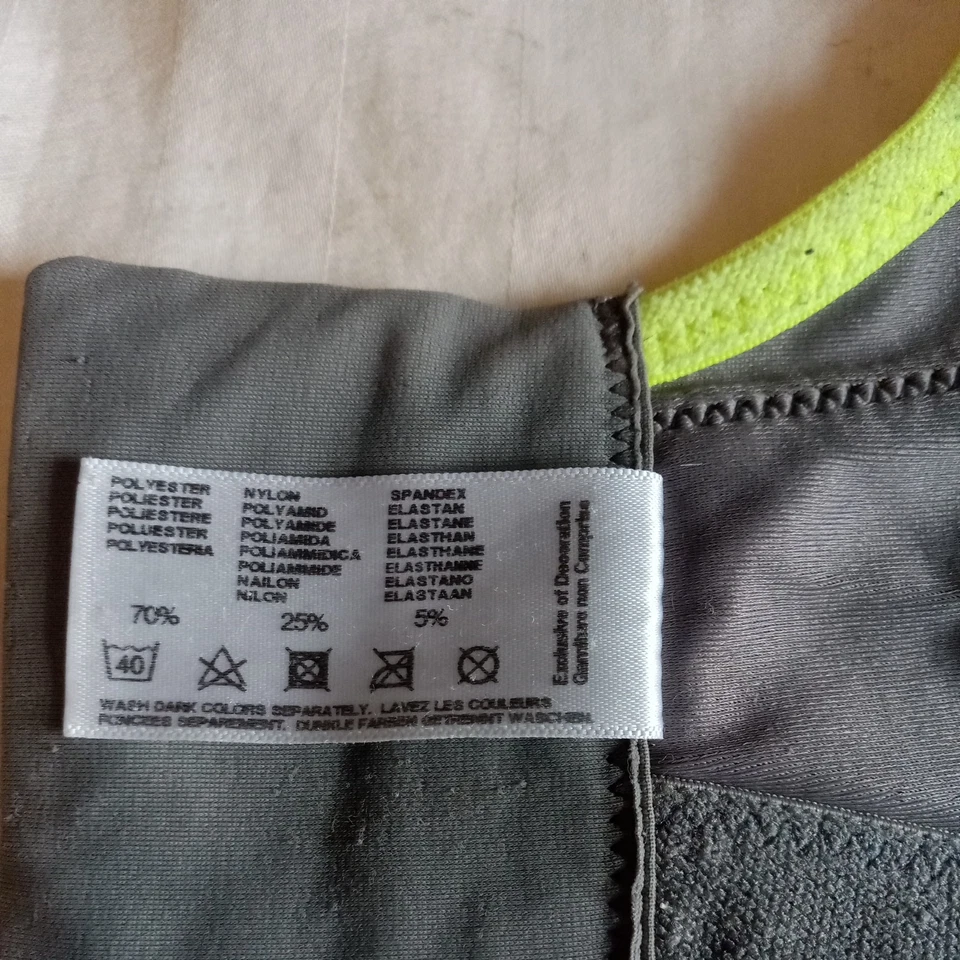 POLYESTER
POLIESTER
POLIESTERE
POLUESTER
POLYESTERIA
70%
NYLON
POLYAMID
POLYAMIDE
POLIAMIDA
POLIAMMIDICA
POLIAMMIDE
NAILON
NILON
25%
SPANDEX
ELASTAN
ELASTANE
ELASTHAN
ELASTHANE
ELASTHANNE
ELASTANO
ELASTAAN
5%
Exclusive of Decoration
Garniture non Comprise
40
WASH DARK COLORS SEPARATELY. LAVEZ LES COULEURS
FONCEES SEPAREMENT. DUNKLE FARBEN GETRENNT WASCHEN.